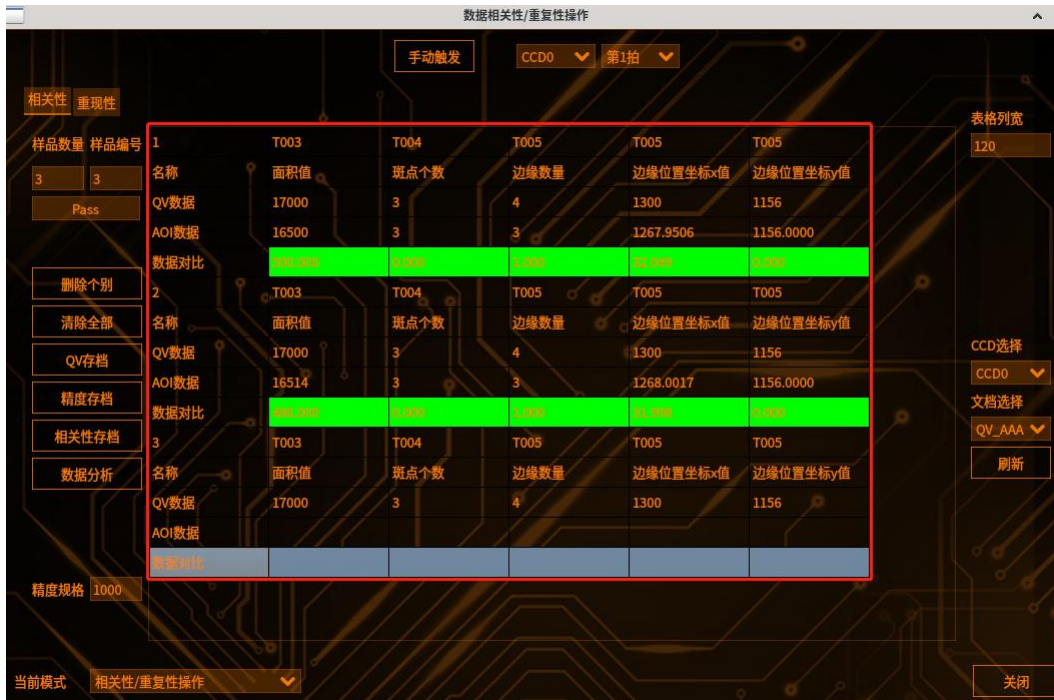 数据相关性/重复性操作
手动触发 CCD0 第1拍
相关性 重现性
表格列宽
样品数量 样品编号
120
3 3
Pass
1 T003 T004 T005 T005 T005
名称 面积值 斑点个数 边缘数量 边缘位置坐标x值 边缘位置坐标y值
QV数据 17000 3 4 1300 1156
AOI数据 16500 3 3 1267.9506 1156.0000
数据对比 500.000 0.000 1.000 32.049 0.000
2 T003 T004 T005 T005 T005
名称 面积值 斑点个数 边缘数量 边缘位置坐标x值 边缘位置坐标y值
QV数据 17000 3 4 1300 1156
AOI数据 16514 3 3 1268.0017 1156.0000
数据对比 486.000 0.000 1.000 31.998 0.000
3 T003 T004 T005 T005 T005
名称 面积值 斑点个数 边缘数量 边缘位置坐标x值 边缘位置坐标y值
QV数据 17000 3 4 1300 1156
AOI数据
数据对比
删除个别
清除全部
QV存档
精度存档
相关性存档
数据分析
CCD选择
CCD0
文档选择
QV_AAA
刷新
精度规格 1000
当前模式 相关性/重复性操作
关闭